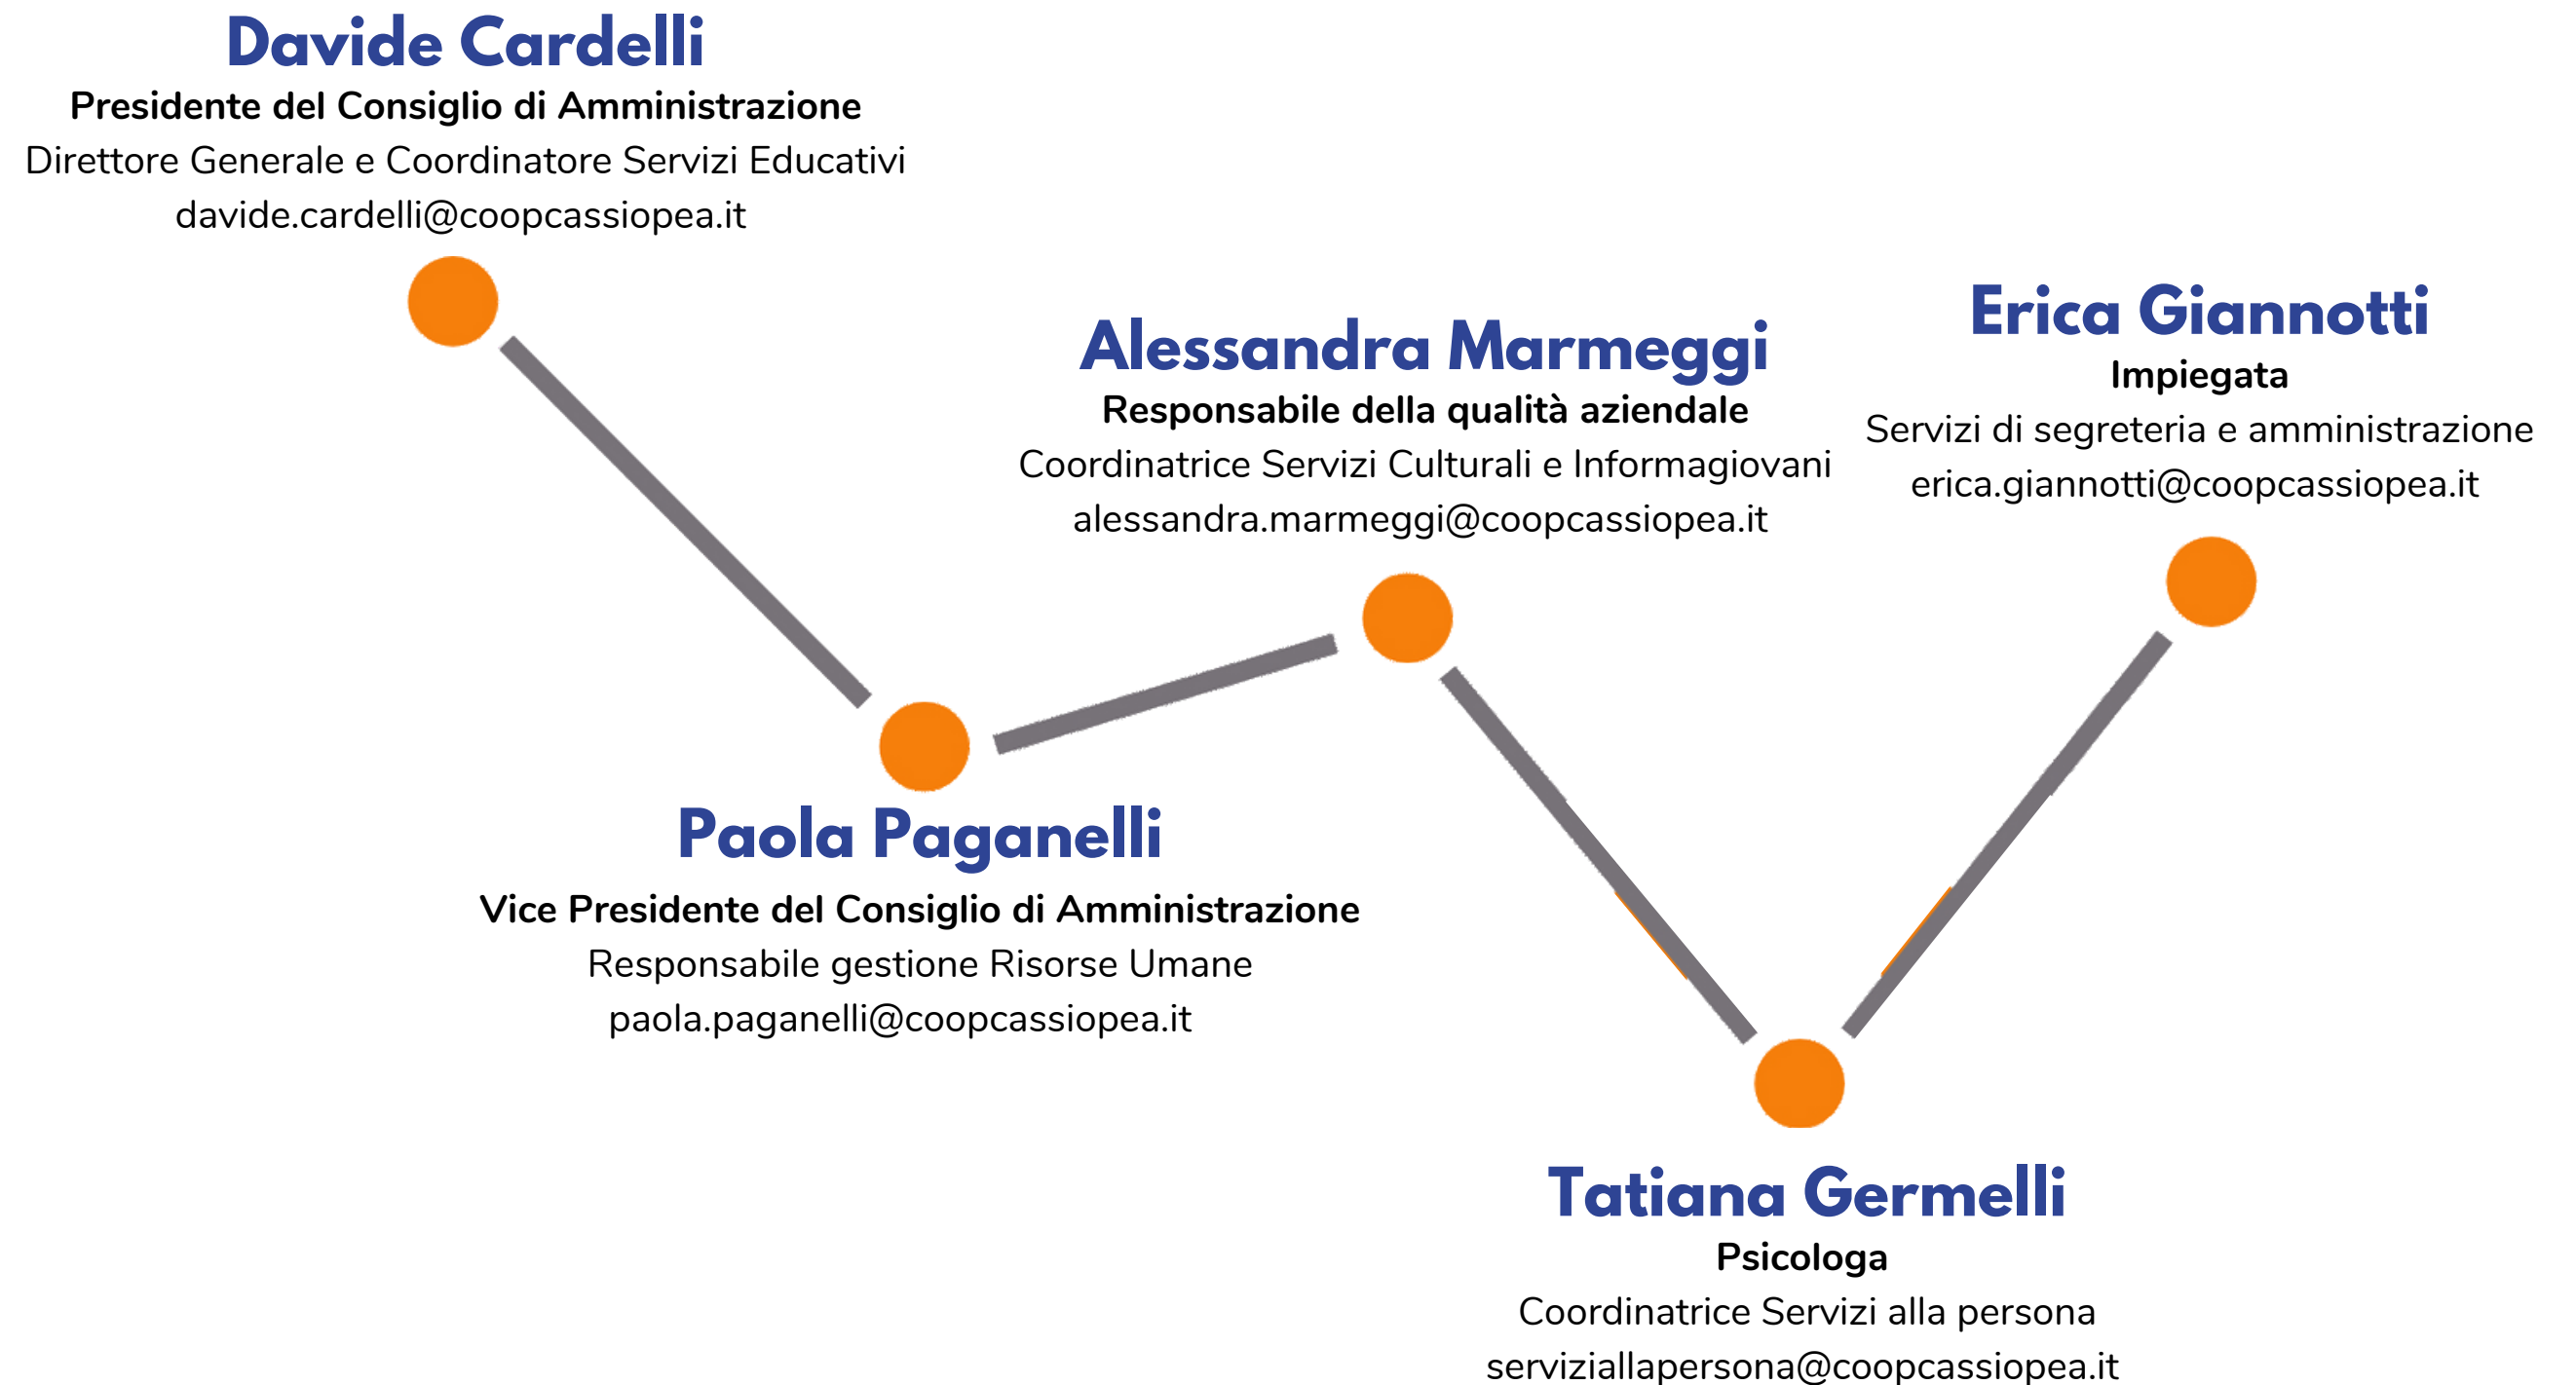 Davide Cardelli
Presidente del Consiglio di Amministrazione
Direttore Generale e Coordinatore Servizi Educativi
davide.cardelli@coopcassiopea.it
Paola Paganelli
Vice Presidente del Consiglio di Amministrazione
Responsabile gestione Risorse Umane
paola.paganelli@coopcassiopea.it
Alessandra Marmeggi
Responsabile della qualità aziendale
Coordinatrice Servizi Culturali e Informagiovani
alessandra.marmeggi@coopcassiopea.it
Tatiana Germelli
Psicologa
Coordinatrice Servizi alla persona
serviziallapersona@coopcassiopea.it
Erica Giannotti
Impiegata
Servizi di segreteria e amministrazione
erica.giannotti@coopcassiopea.it